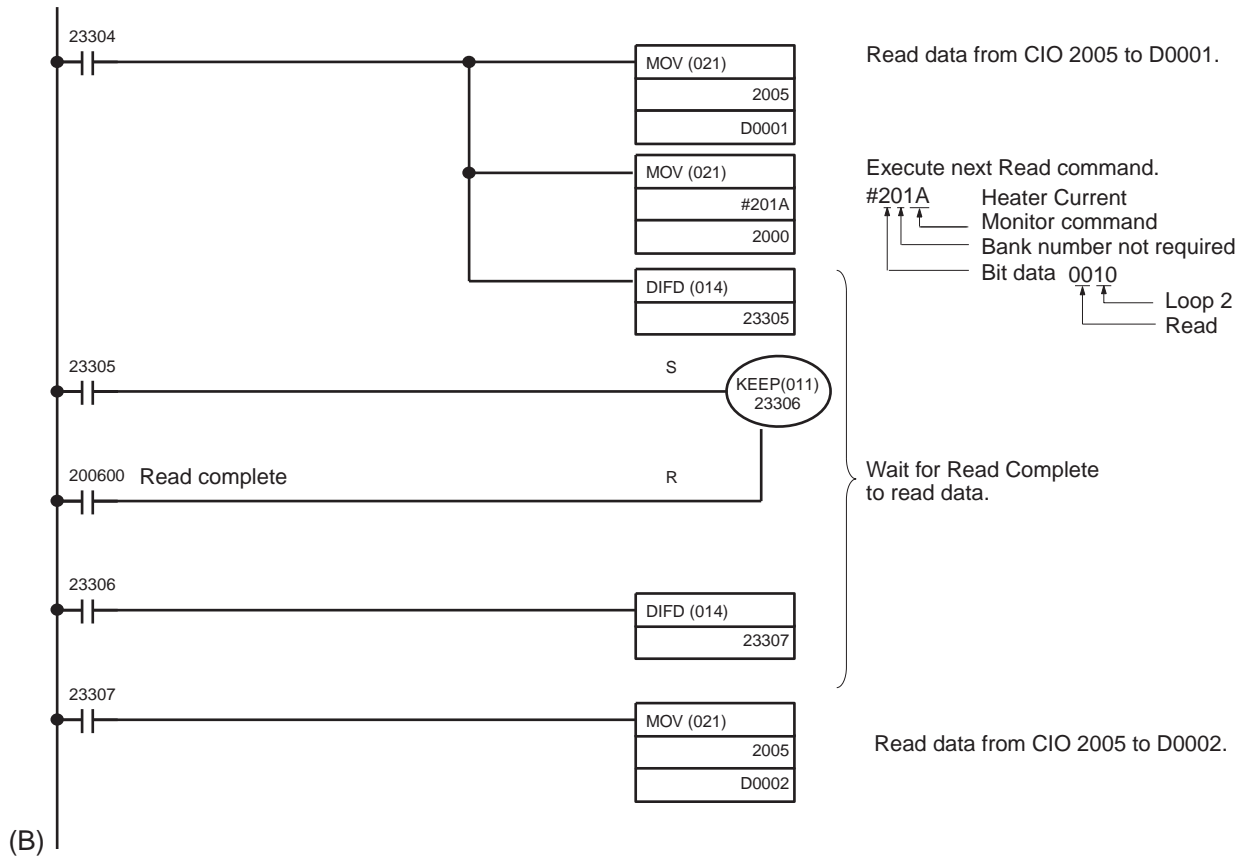 23304
MOV (021)
2005
D0001
Read data from CIO 2005 to D0001.
MOV (021)
#201A
2000
Execute next Read command.
#201A Heater Current
Monitor command
Bank number not required
Bit data 0010
Loop 2
Read
DIFD (014)
23305
23305
S
KEEP(011)
23306
200600 Read complete
R
Wait for Read Complete
to read data.
23306
DIFD (014)
23307
23307
MOV (021)
2005
D0002
Read data from CIO 2005 to D0002.
(B)